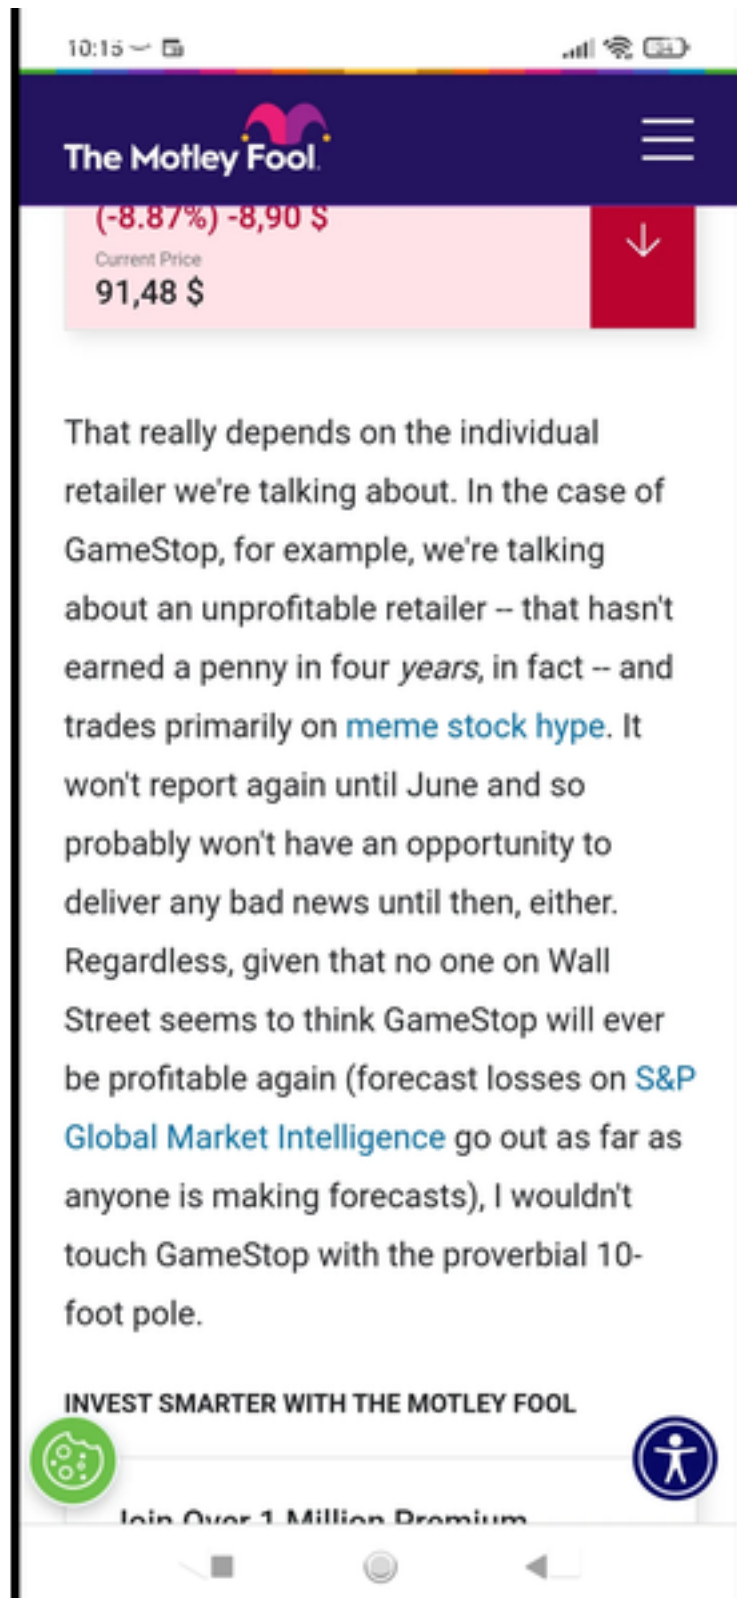 10:15
54
The Motley Fool.
(-8.87%) -8,90 $
Current Price
91,48 $
That really depends on the individual
retailer we're talking about. In the case of
GameStop, for example, we're talking
about an unprofitable retailer -- that hasn't
earned a penny in four years, in fact -- and
trades primarily on meme stock hype. It
won't report again until June and so
probably won't have an opportunity to
deliver any bad news until then, either.
Regardless, given that no one on Wall
Street seems to think GameStop will ever
be profitable again (forecast losses on S&P
Global Market Intelligence go out as far as
anyone is making forecasts), I wouldn't
touch GameStop with the proverbial 10-
foot pole.
INVEST SMARTER WITH THE MOTLEY FOOL
Join Over 1 Million Premium